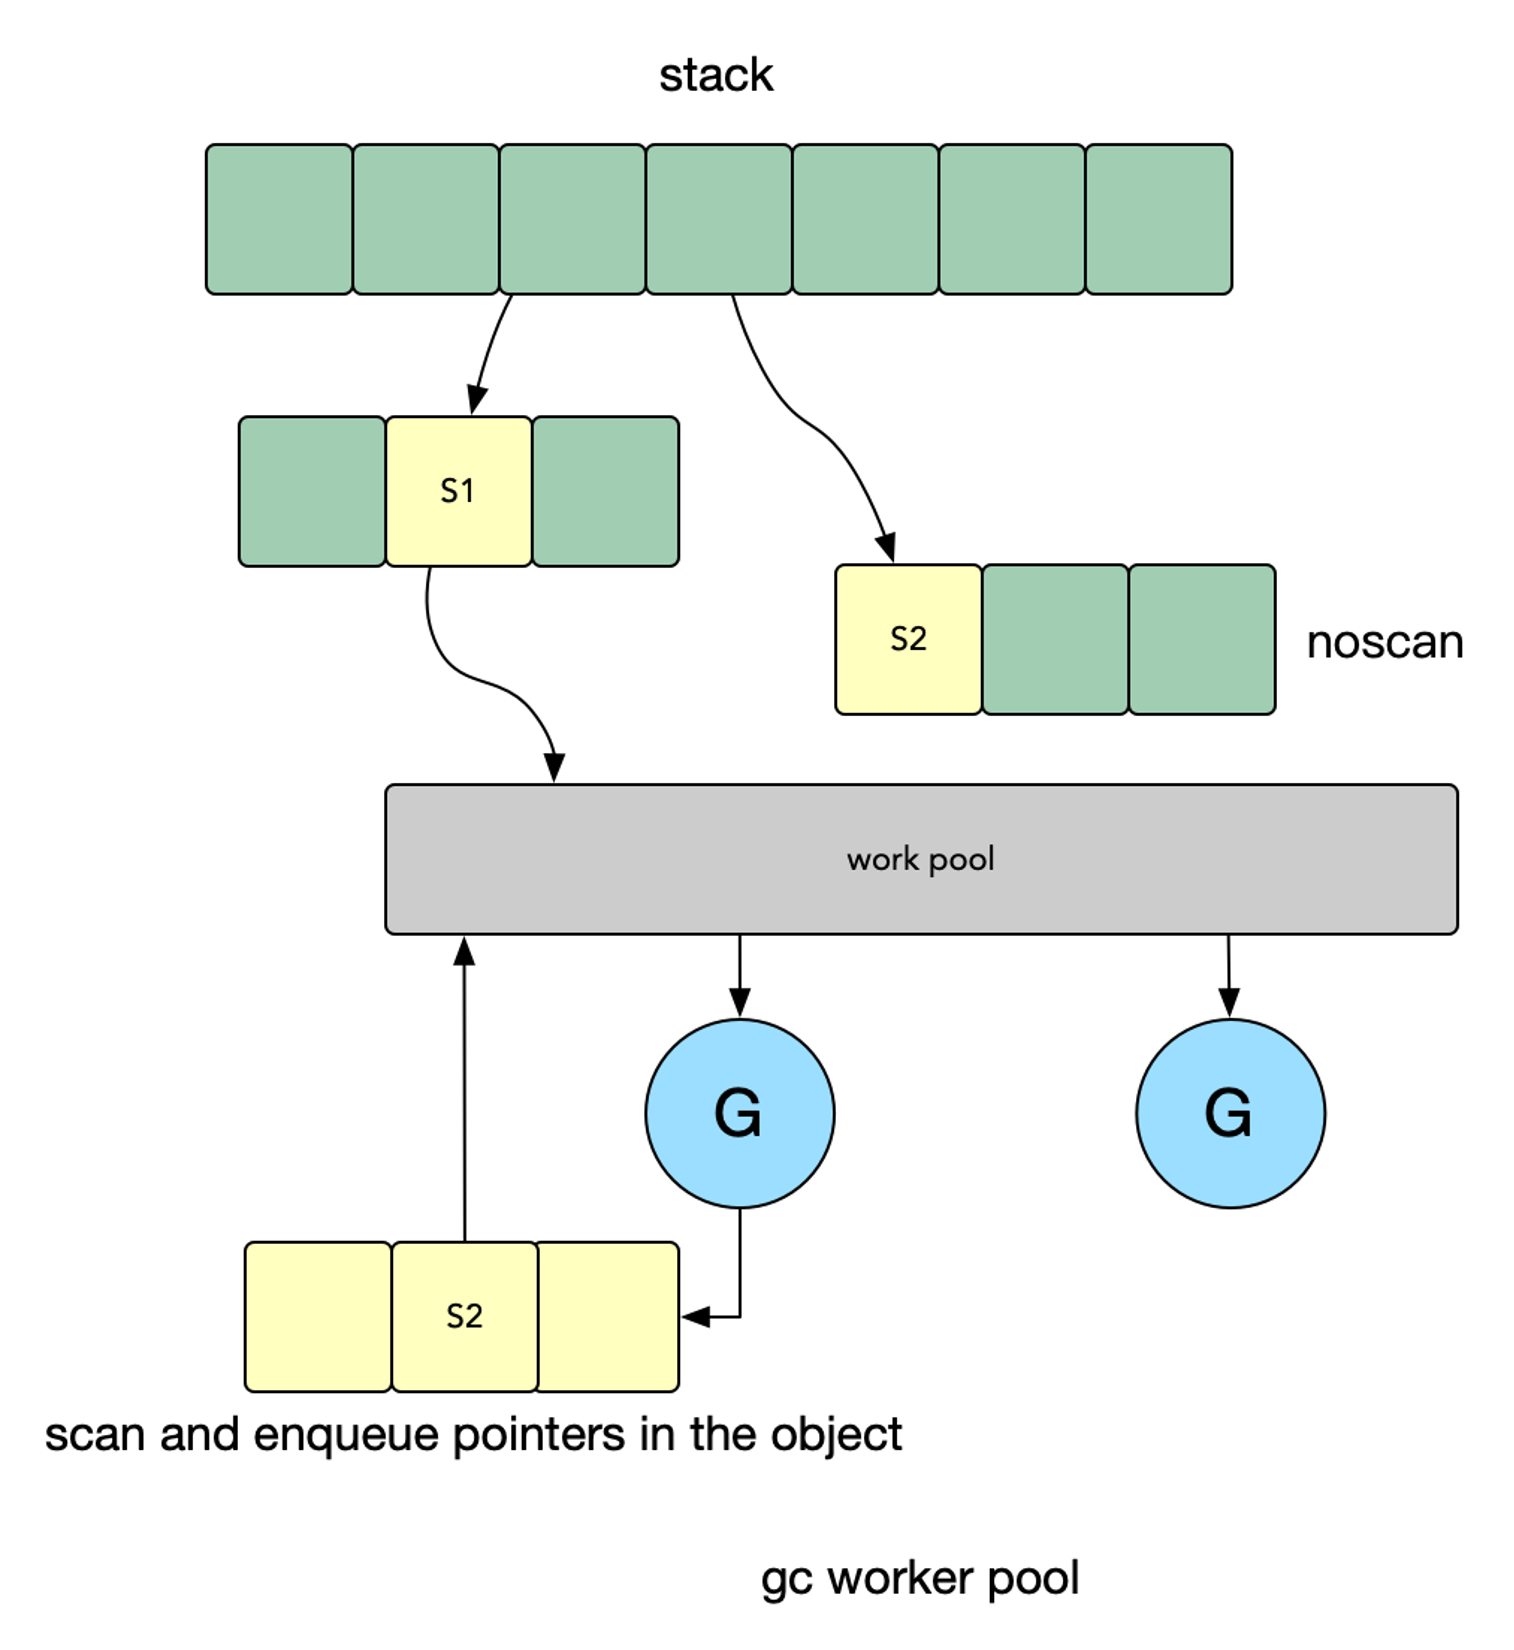 stack
S1
S2
noscan
work pool
G
G
S2
scan and enqueue pointers in the object
gc worker pool